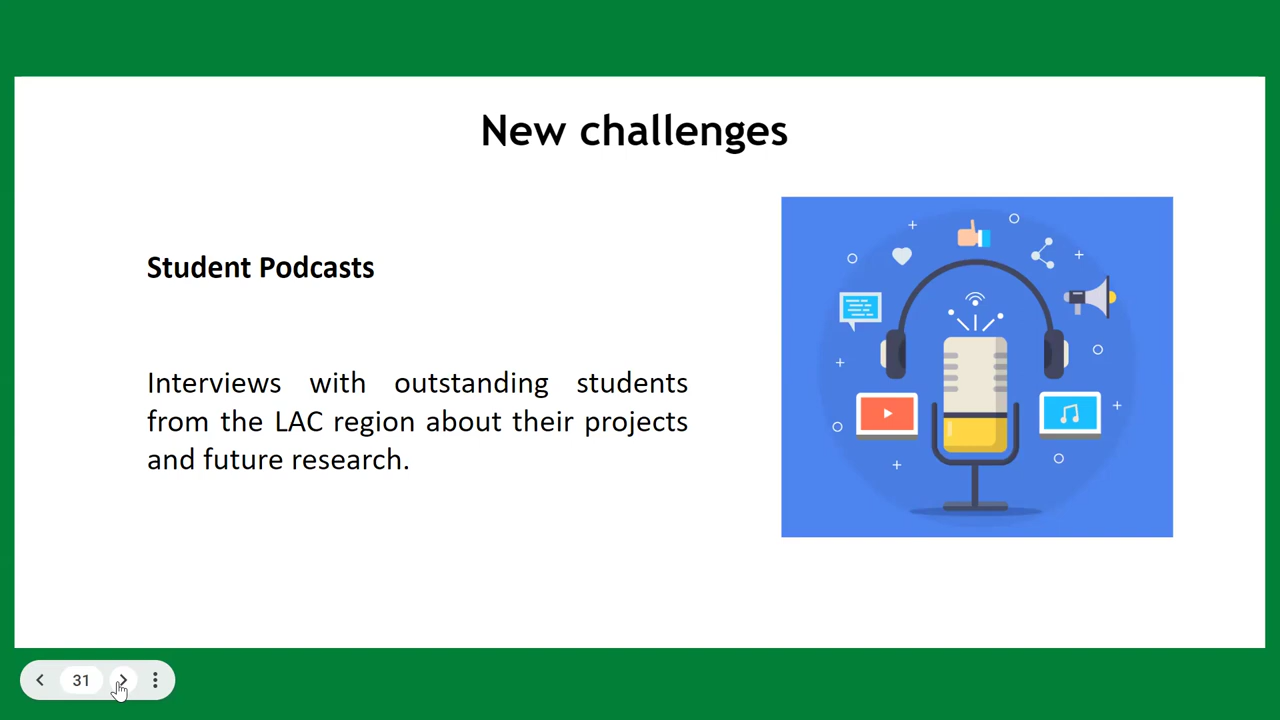 New challenges
Student Podcasts
Interviews with outstanding students
from the LAC region about their projects
and future research.
31